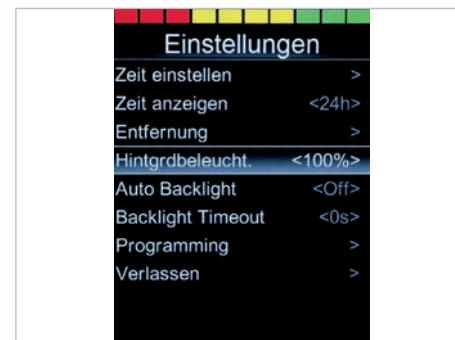 Einstellungen
Zeit einstellen >
Zeit anzeigen <24h>
Entfernung >
Hintgrdbeleucht. <100%>
Auto Backlight <Off>
Backlight Timeout <0s>
Programming >
Verlassen >